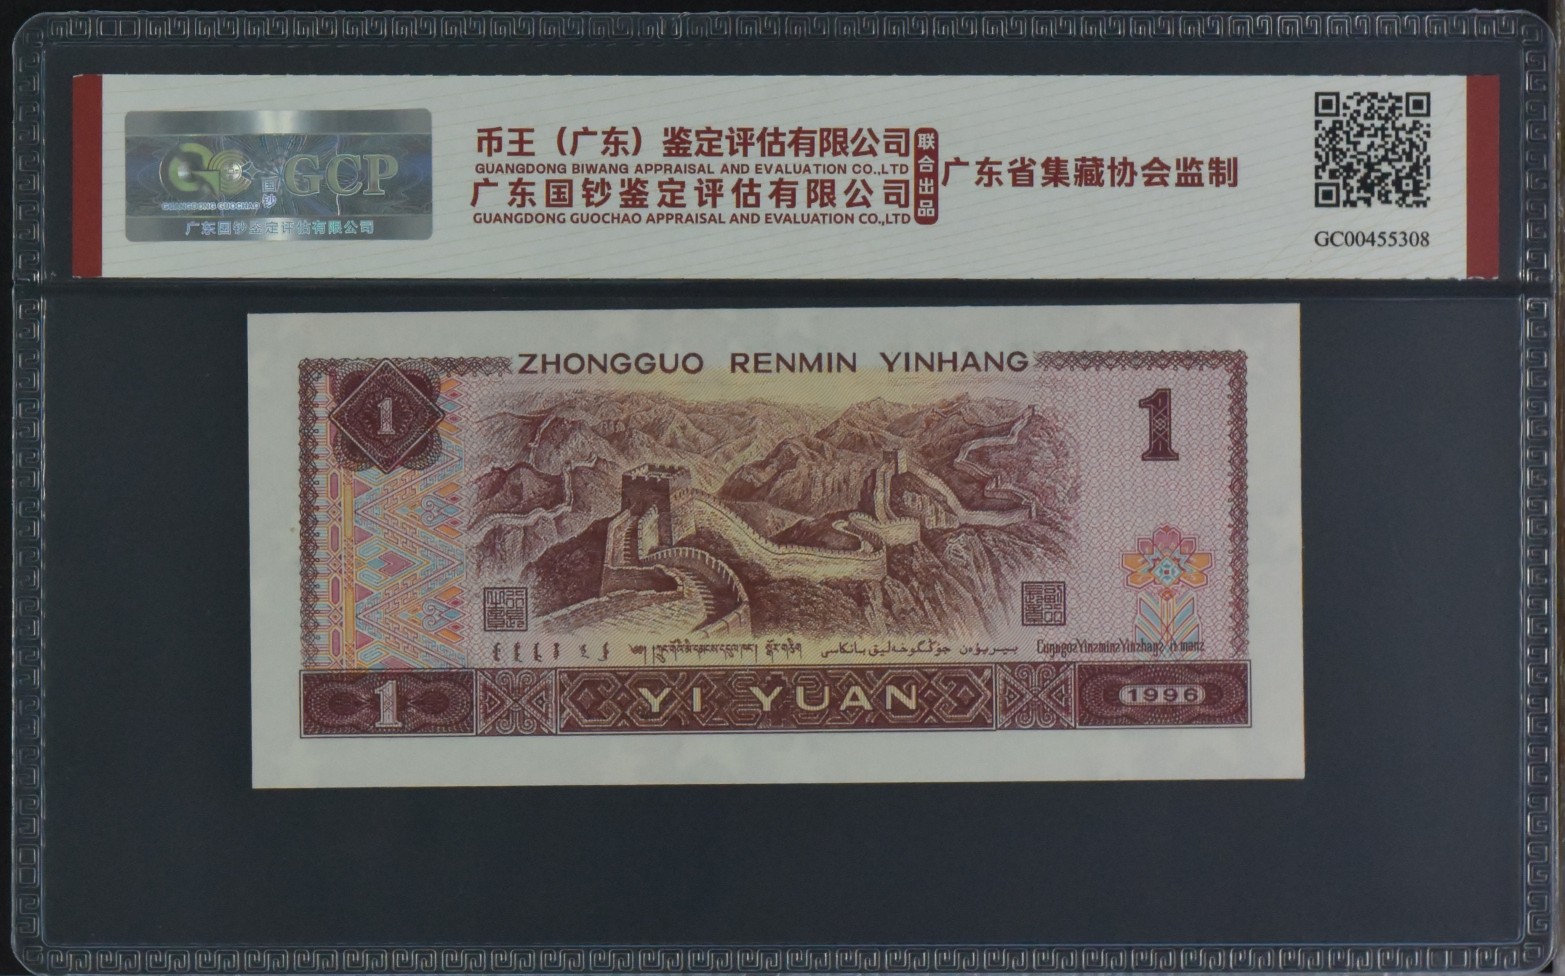 币王（广东）鉴定评估有限公司
GUANGDONG BIWANG APPRAISAL AND EVALUATION CO.,LTD
广东国钞鉴定评估有限公司
GUANGDONG GUOCHAO APPRAISAL AND EVALUATION CO.,LTD
联合出品
广东省集藏协会监制
GC00455308
GCP
国钞
GUANGDONG GUOCHAO
广东国钞鉴定评估有限公司
ZHONGGUO RENMIN YINHANG
1
1
1
YI YUAN
1996